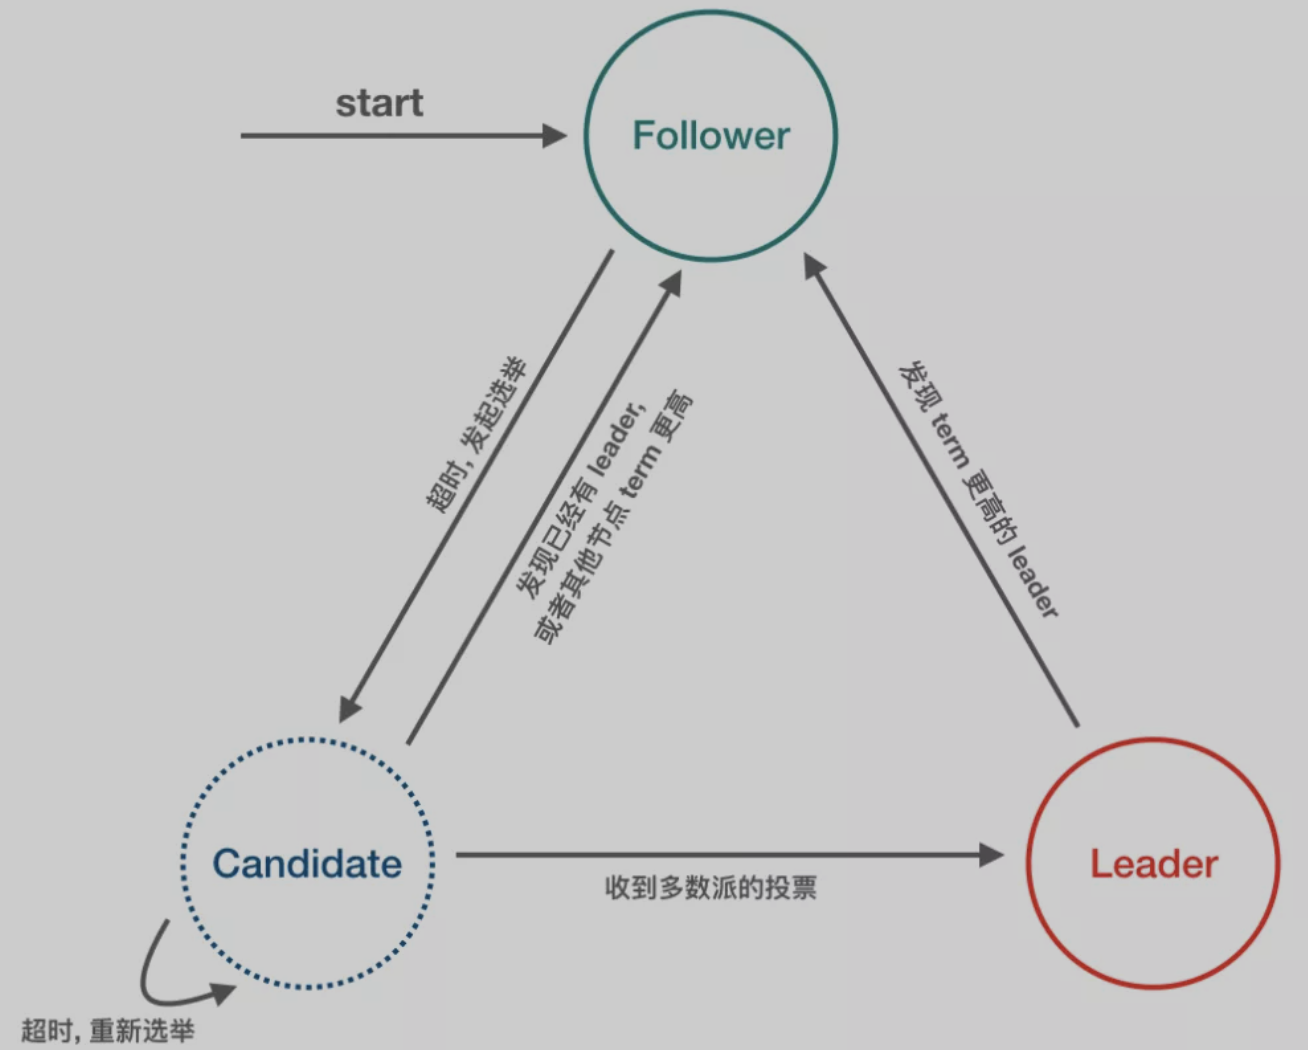 start
Follower
超时, 发起选举
发现已经有 leader,
或者其他节点 term 更高
发现 term 更高的 leader
Candidate
收到多数派的投票
Leader
超时, 重新选举